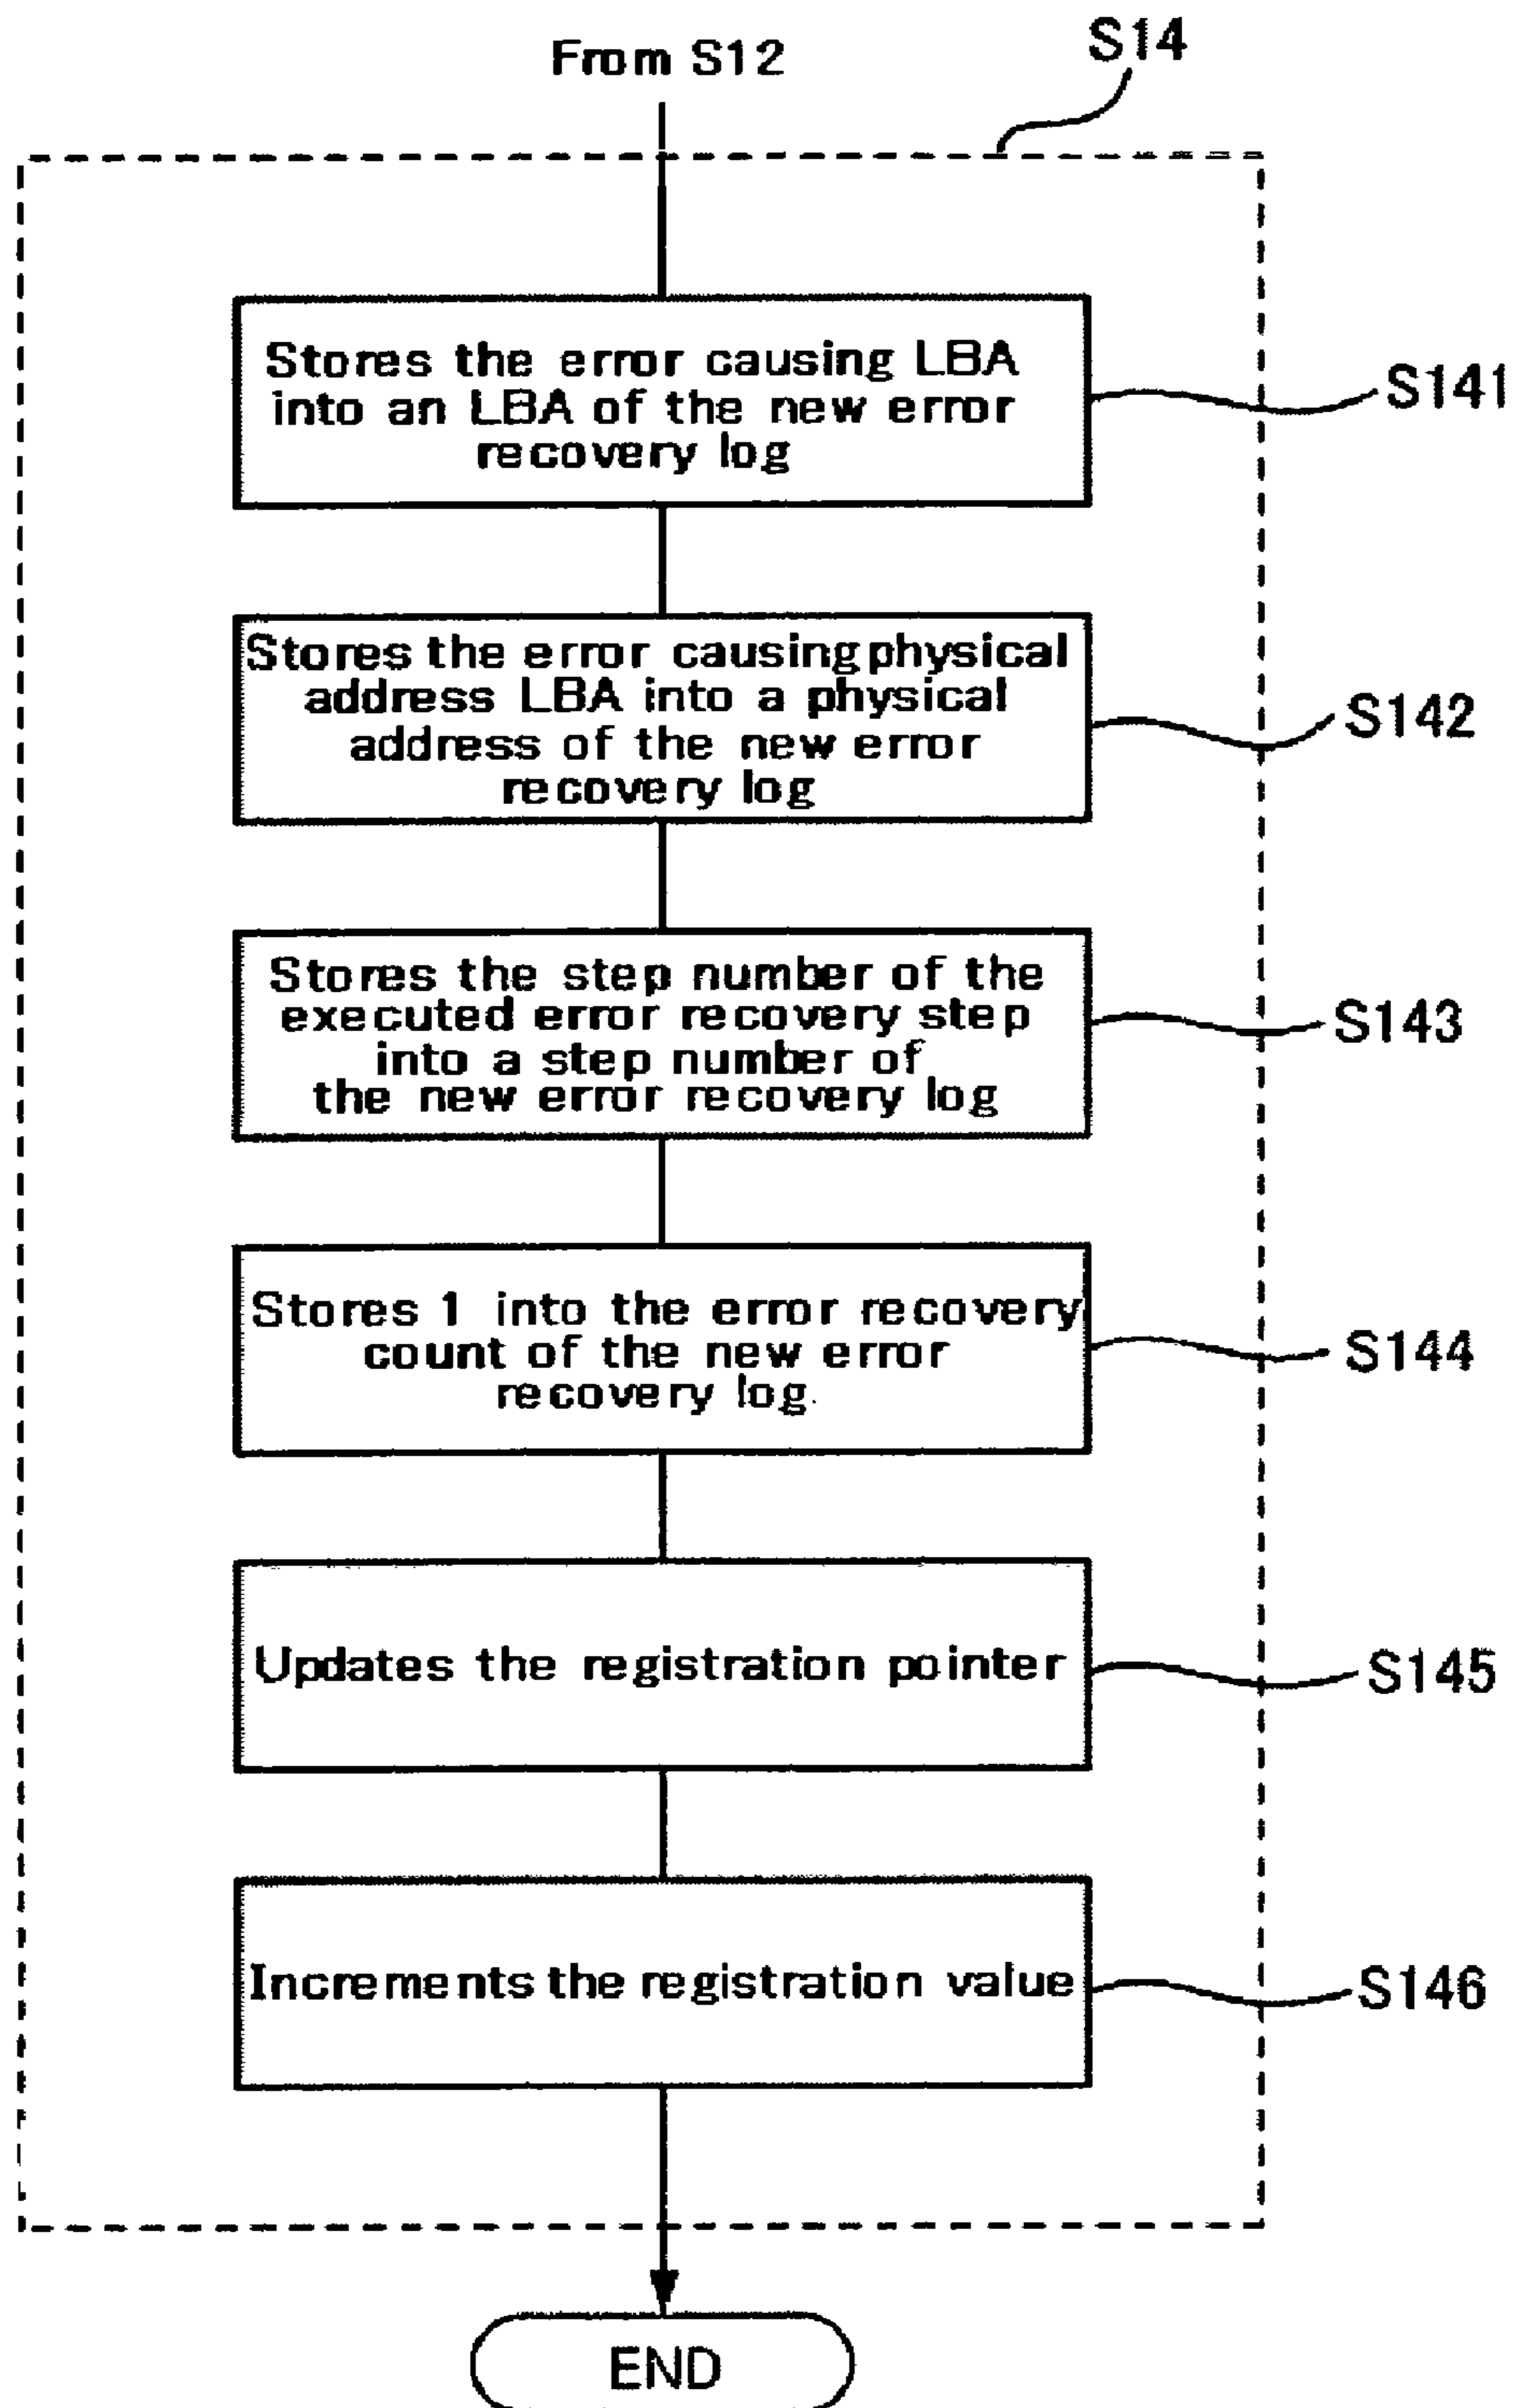 From S12
S14
Stores the error causing LBA
into an LBA of the new error
recovery log
S141
Stores the error causing physical
address LBA into a physical
address of the new error
recovery log
S142
Stores the step number of the
executed error recovery step
into a step number of
the new error recovery log
S143
Stores 1 into the error recovery
count of the new error
recovery log.
S144
Updates the registration pointer
S145
Increments the registration value
S146
END